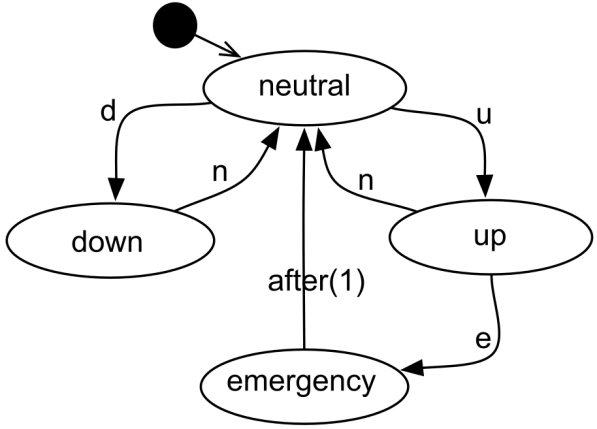 neutral
d
u
n
n
down
up
after(1)
e
emergency